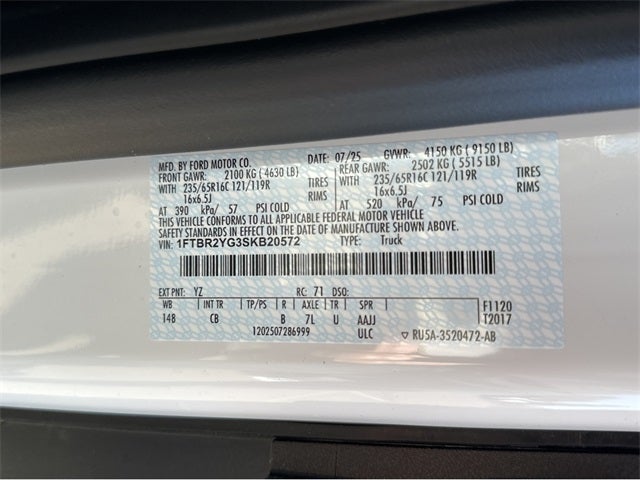 MFD. BY FORD MOTOR CO. DATE: 07/25 GVWR: 4150 KG ( 9150 LB)
FRONT GAWR: 2100 KG ( 4630 LB) REAR GAWR: 2502 KG ( 5515 LB)
WITH 235/65R16C 121/119R TIRES WITH 235/65R16C 121/119R TIRES
16x6.5J RIMS 16x6.5J RIMS
AT 390 kPa/ 57 PSI COLD AT 520 kPa/ 75 PSI COLD
THIS VEHICLE CONFORMS TO ALL APPLICABLE FEDERAL MOTOR VEHICLE
SAFETY STANDARDS IN EFFECT ON THE DATE OF MANUFACTURE SHOWN ABOVE.
VIN: 1FTBR2YG3SKB20572 TYPE: Truck
EXT PNT: YZ RC: 71 DSO:
WB INT TR TP/PS R AXLE TR SPR F1120
148 CB B 7L U AAJJ T2017
1202507286999 ULC ▽ RU5A-3520472-AB